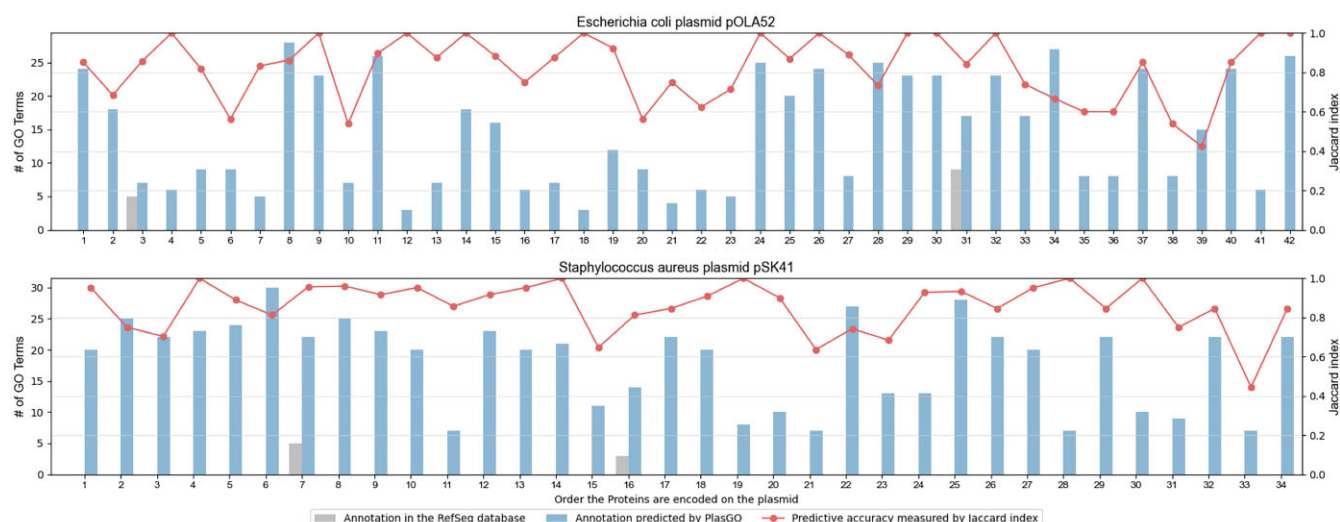 Escherichia coli plasmid pOLA52
# of GO Terms
25
20
15
10
5
0
1 2 3 4 5 6 7 8 9 10 11 12 13 14 15 16 17 18 19 20 21 22 23 24 25 26 27 28 29 30 31 32 33 34 35 36 37 38 39 40 41 42
1.0
0.8
0.6
0.4
0.2
0.0
Jaccard index
Staphylococcus aureus plasmid pSK41
# of GO Terms
30
25
20
15
10
5
0
1 2 3 4 5 6 7 8 9 10 11 12 13 14 15 16 17 18 19 20 21 22 23 24 25 26 27 28 29 30 31 32 33 34
1.0
0.8
0.6
0.4
0.2
0.0
Jaccard index
Order the Proteins are encoded on the plasmid
Annotation in the RefSeq database Annotation predicted by PlasGO Predictive accuracy measured by Jaccard index